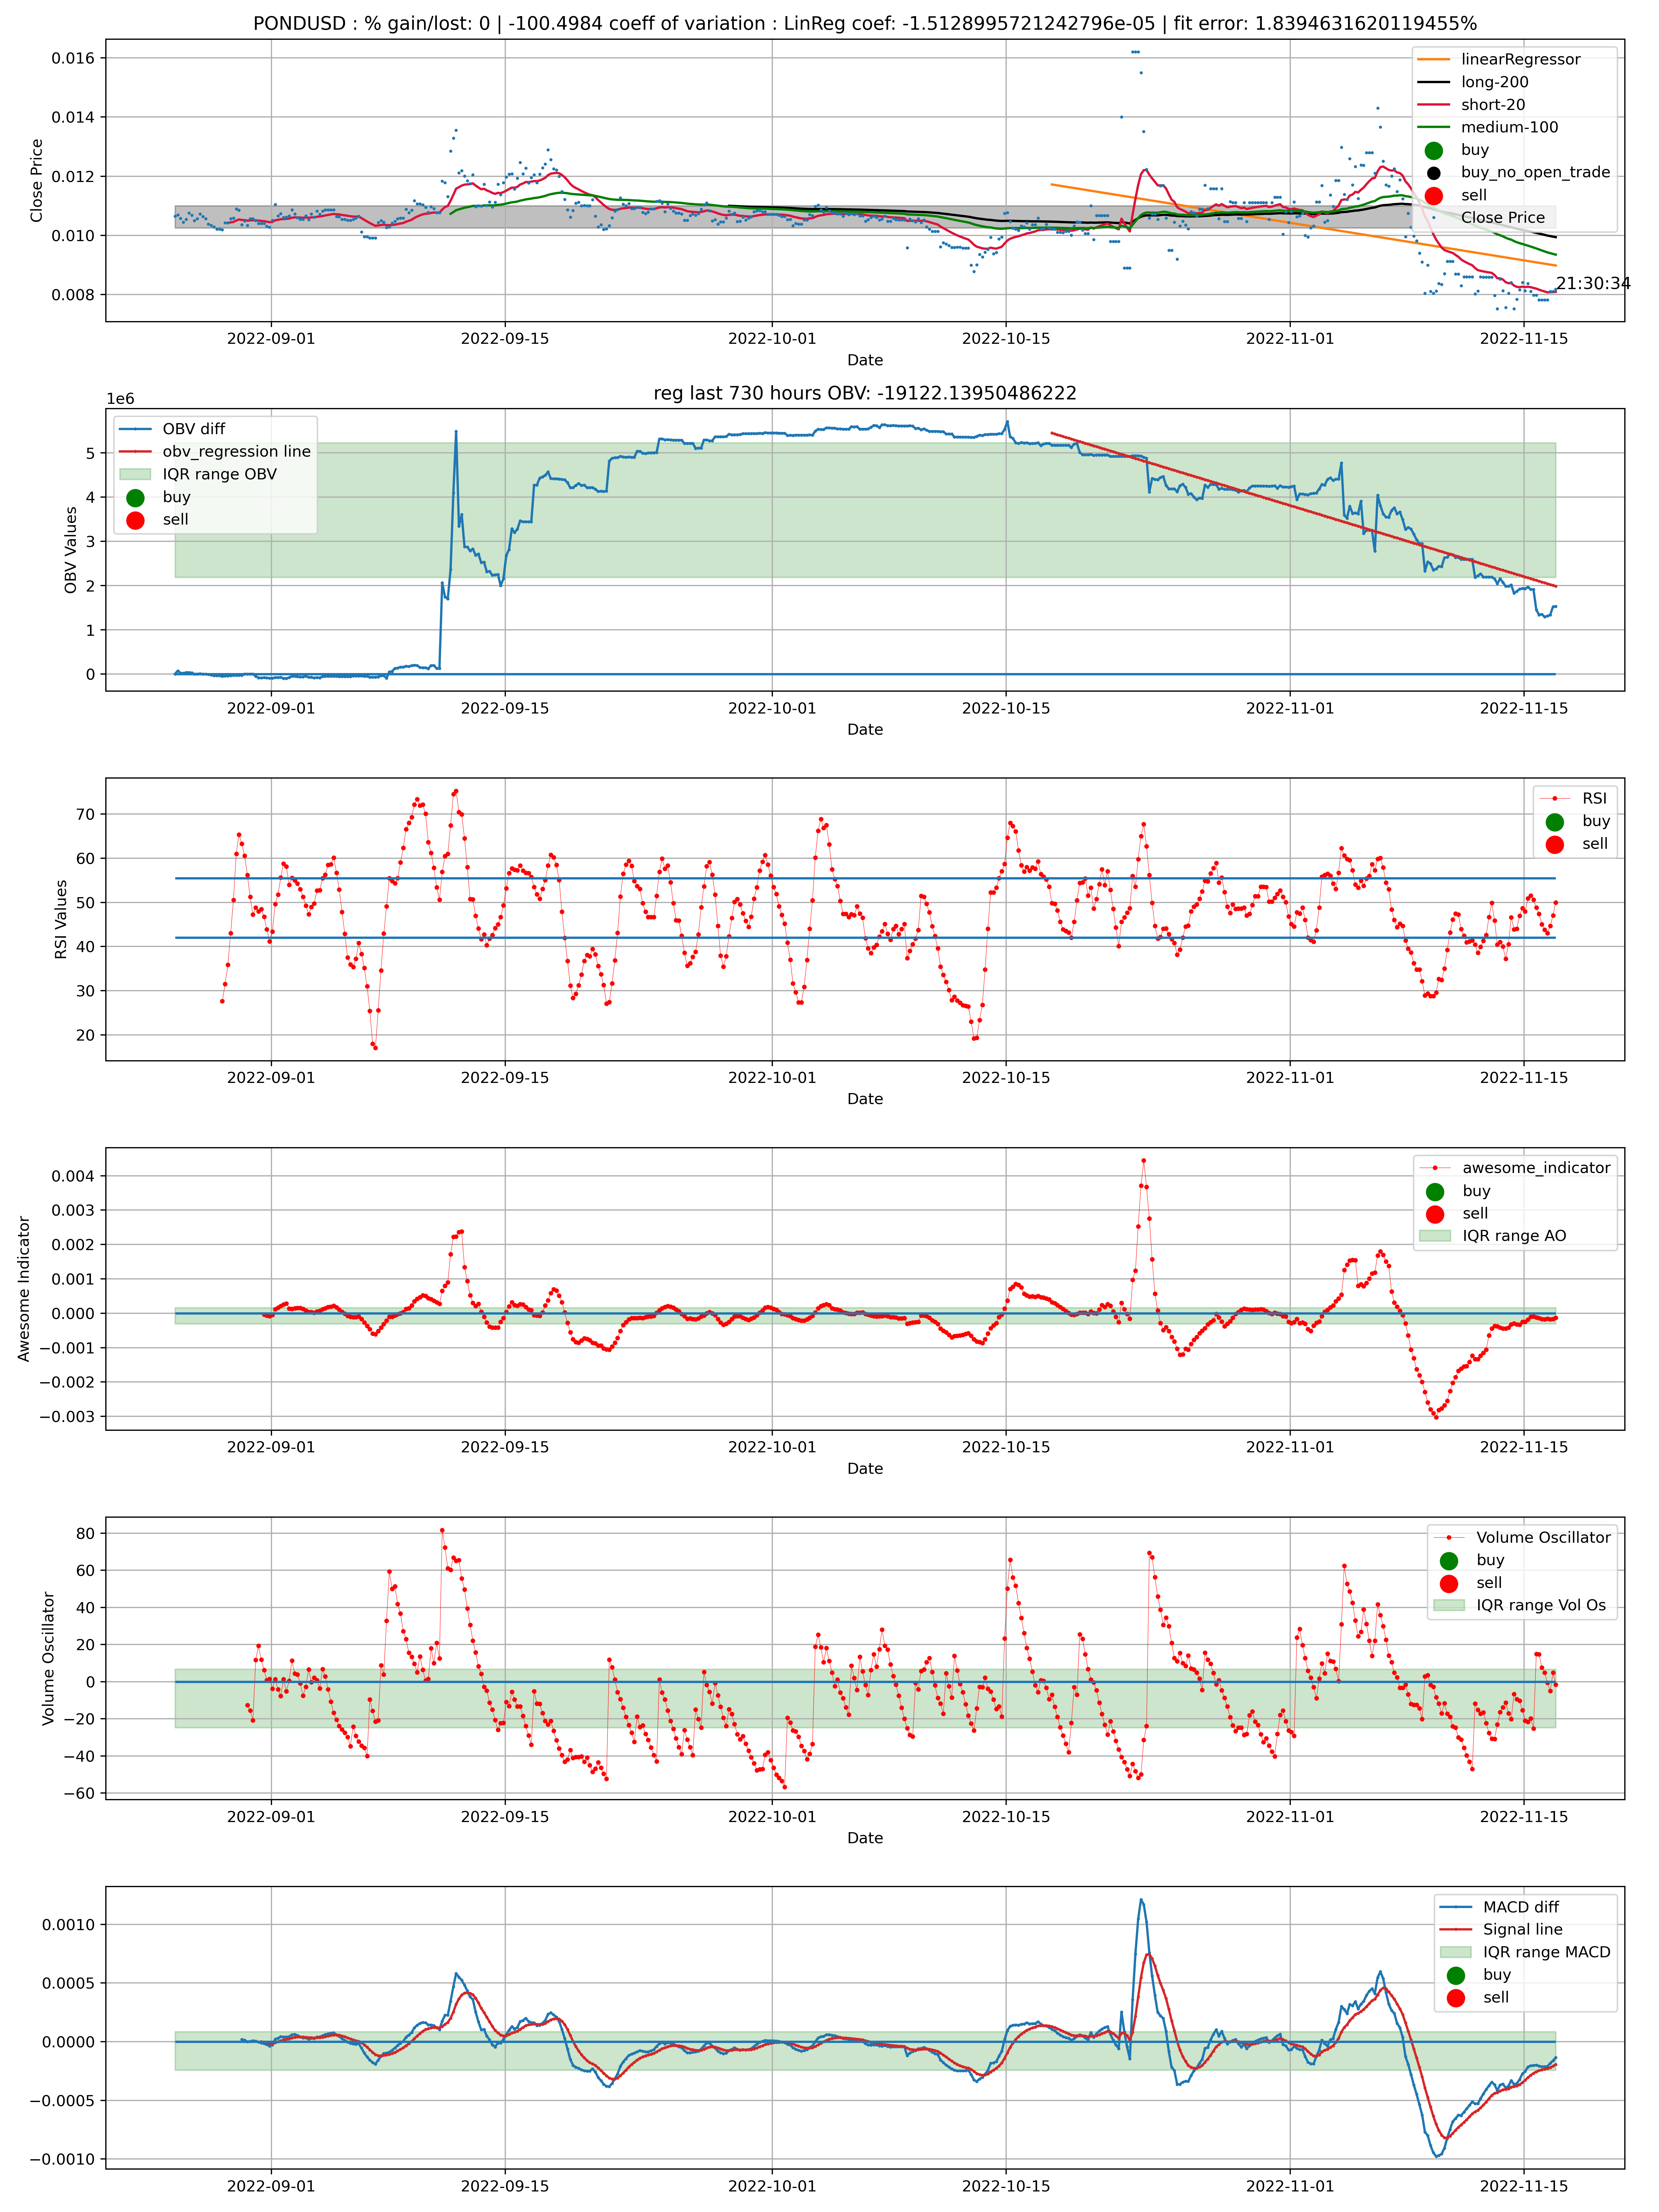 PONDUSD : % gain/lost: 0 | -100.4984 coeff of variation : LinReg coef: -1.5128995721242796e-05 | fit error: 1.8394631620119455%
0.016
0.014
0.012
0.010
0.008
Close Price
linearRegressor
long-200
short-20
medium-100
buy
buy_no_open_trade
sell
Close Price
21:30:34
2022-09-01 2022-09-15 2022-10-01 2022-10-15 2022-11-01 2022-11-15
Date
reg last 730 hours OBV: -19122.13950486222
1e6
5
4
3
2
1
0
OBV Values
OBV diff
obv_regression line
IQR range OBV
buy
sell
2022-09-01 2022-09-15 2022-10-01 2022-10-15 2022-11-01 2022-11-15
Date
70
60
50
40
30
20
RSI Values
RSI
buy
sell
2022-09-01 2022-09-15 2022-10-01 2022-10-15 2022-11-01 2022-11-15
Date
0.004
0.003
0.002
0.001
0.000
−0.001
−0.002
−0.003
Awesome Indicator
awesome_indicator
buy
sell
IQR range AO
2022-09-01 2022-09-15 2022-10-01 2022-10-15 2022-11-01 2022-11-15
Date
80
60
40
20
0
−20
−40
−60
Volume Oscillator
Volume Oscillator
buy
sell
IQR range Vol Os
2022-09-01 2022-09-15 2022-10-01 2022-10-15 2022-11-01 2022-11-15
Date
0.0010
0.0005
0.0000
−0.0005
−0.0010
MACD diff
Signal line
IQR range MACD
buy
sell
2022-09-01 2022-09-15 2022-10-01 2022-10-15 2022-11-01 2022-11-15